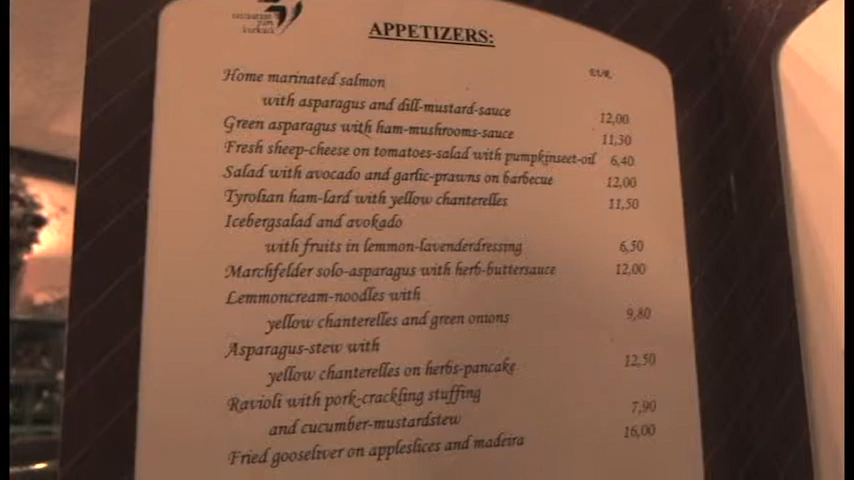 restaurant
zum
kuckuck
APPETIZERS:
EUR.
Home marinated salmon
with asparagus and dill-mustard-sauce 12,00
Green asparagus with ham-mushrooms-sauce 11,30
Fresh sheep-cheese on tomatoes-salad with pumpkinseet-oil 6,40
Salad with avocado and garlic-prawns on barbecue 12,00
Tyrolian ham-lard with yellow chanterelles 11,50
Icebergsalad and avokado
with fruits in lemmon-lavenderdressing 6,50
Marchfelder solo-asparagus with herb-buttersauce 12,00
Lemmoncream-noodles with
yellow chanterelles and green onions 9,80
Asparagus-stew with
yellow chanterelles on herbs-pancake 12,50
Ravioli with pork-crackling stuffing
and cucumber-mustardstew 7,90
Fried gooseliver on appleslices and madeira 16,00